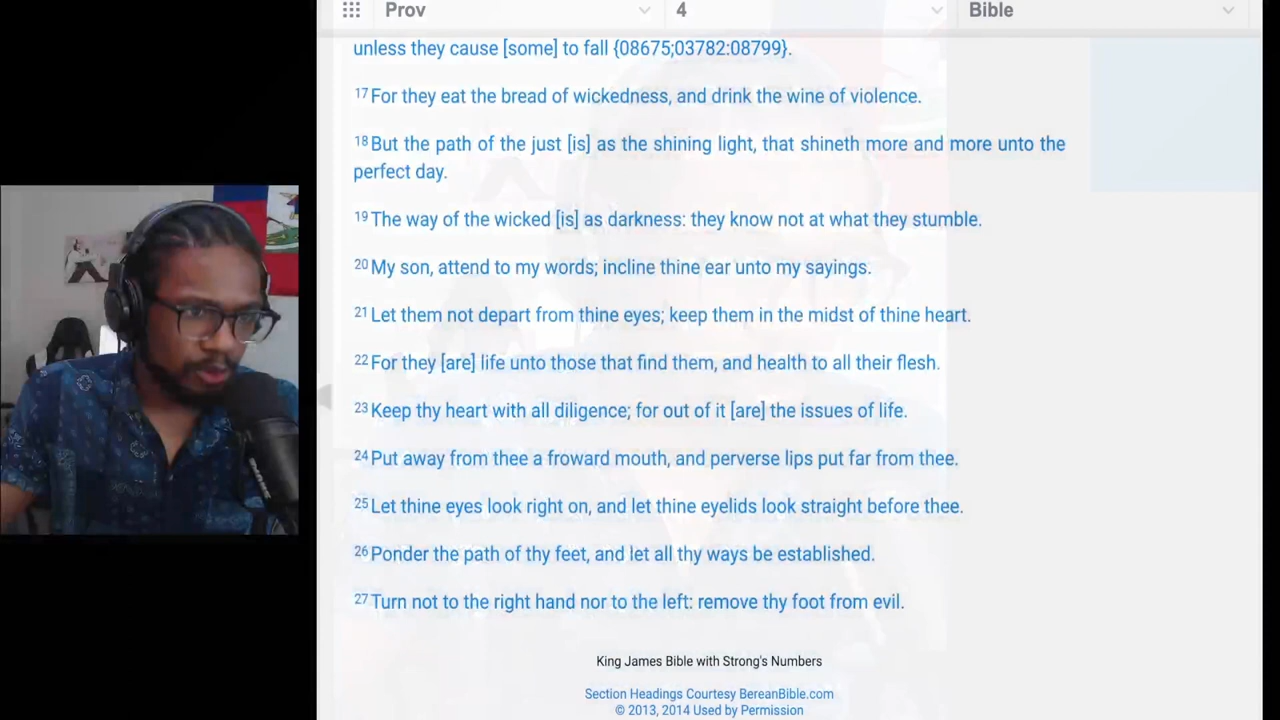 Prov 4 Bible
unless they cause [some] to fall {08675;03782:08799}.
17 For they eat the bread of wickedness, and drink the wine of violence.
18 But the path of the just [is] as the shining light, that shineth more and more unto the
perfect day.
19 The way of the wicked [is] as darkness: they know not at what they stumble.
20 My son, attend to my words; incline thine ear unto my sayings.
21 Let them not depart from thine eyes; keep them in the midst of thine heart.
22 For they [are] life unto those that find them, and health to all their flesh.
23 Keep thy heart with all diligence; for out of it [are] the issues of life.
24 Put away from thee a froward mouth, and perverse lips put far from thee.
25 Let thine eyes look right on, and let thine eyelids look straight before thee.
26 Ponder the path of thy feet, and let all thy ways be established.
27 Turn not to the right hand nor to the left: remove thy foot from evil.
King James Bible with Strong's Numbers
Section Headings Courtesy BereanBible.com
© 2013, 2014 Used by Permission